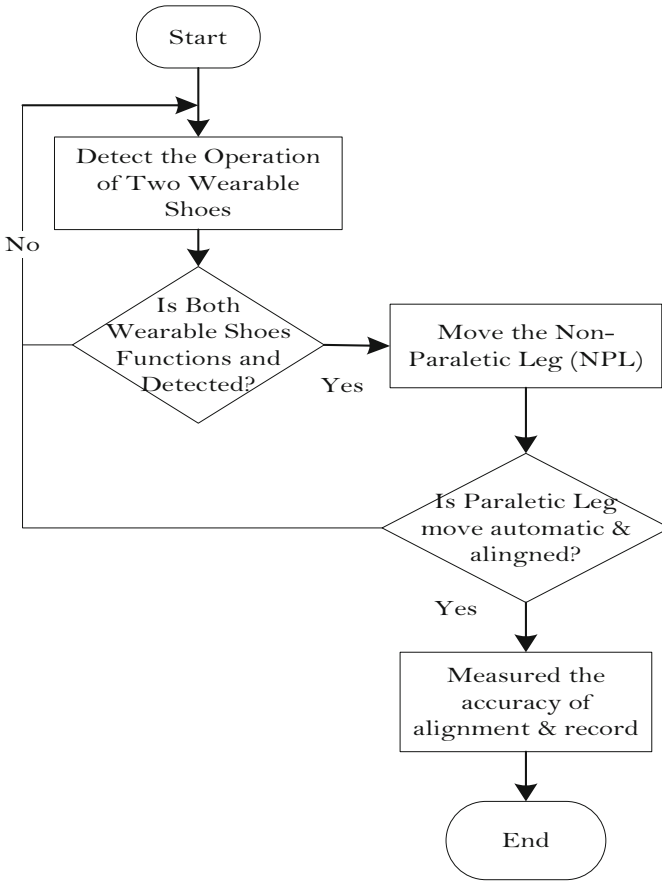 Start
Detect the Operation
of Two Wearable
Shoes
No
Is Both
Wearable Shoes
Functions and
Detected?
Yes
Move the Non-
Paraletic Leg (NPL)
Is Paraletic Leg
move automatic &
alingned?
Yes
Measured the
accuracy of
alignment & record
End